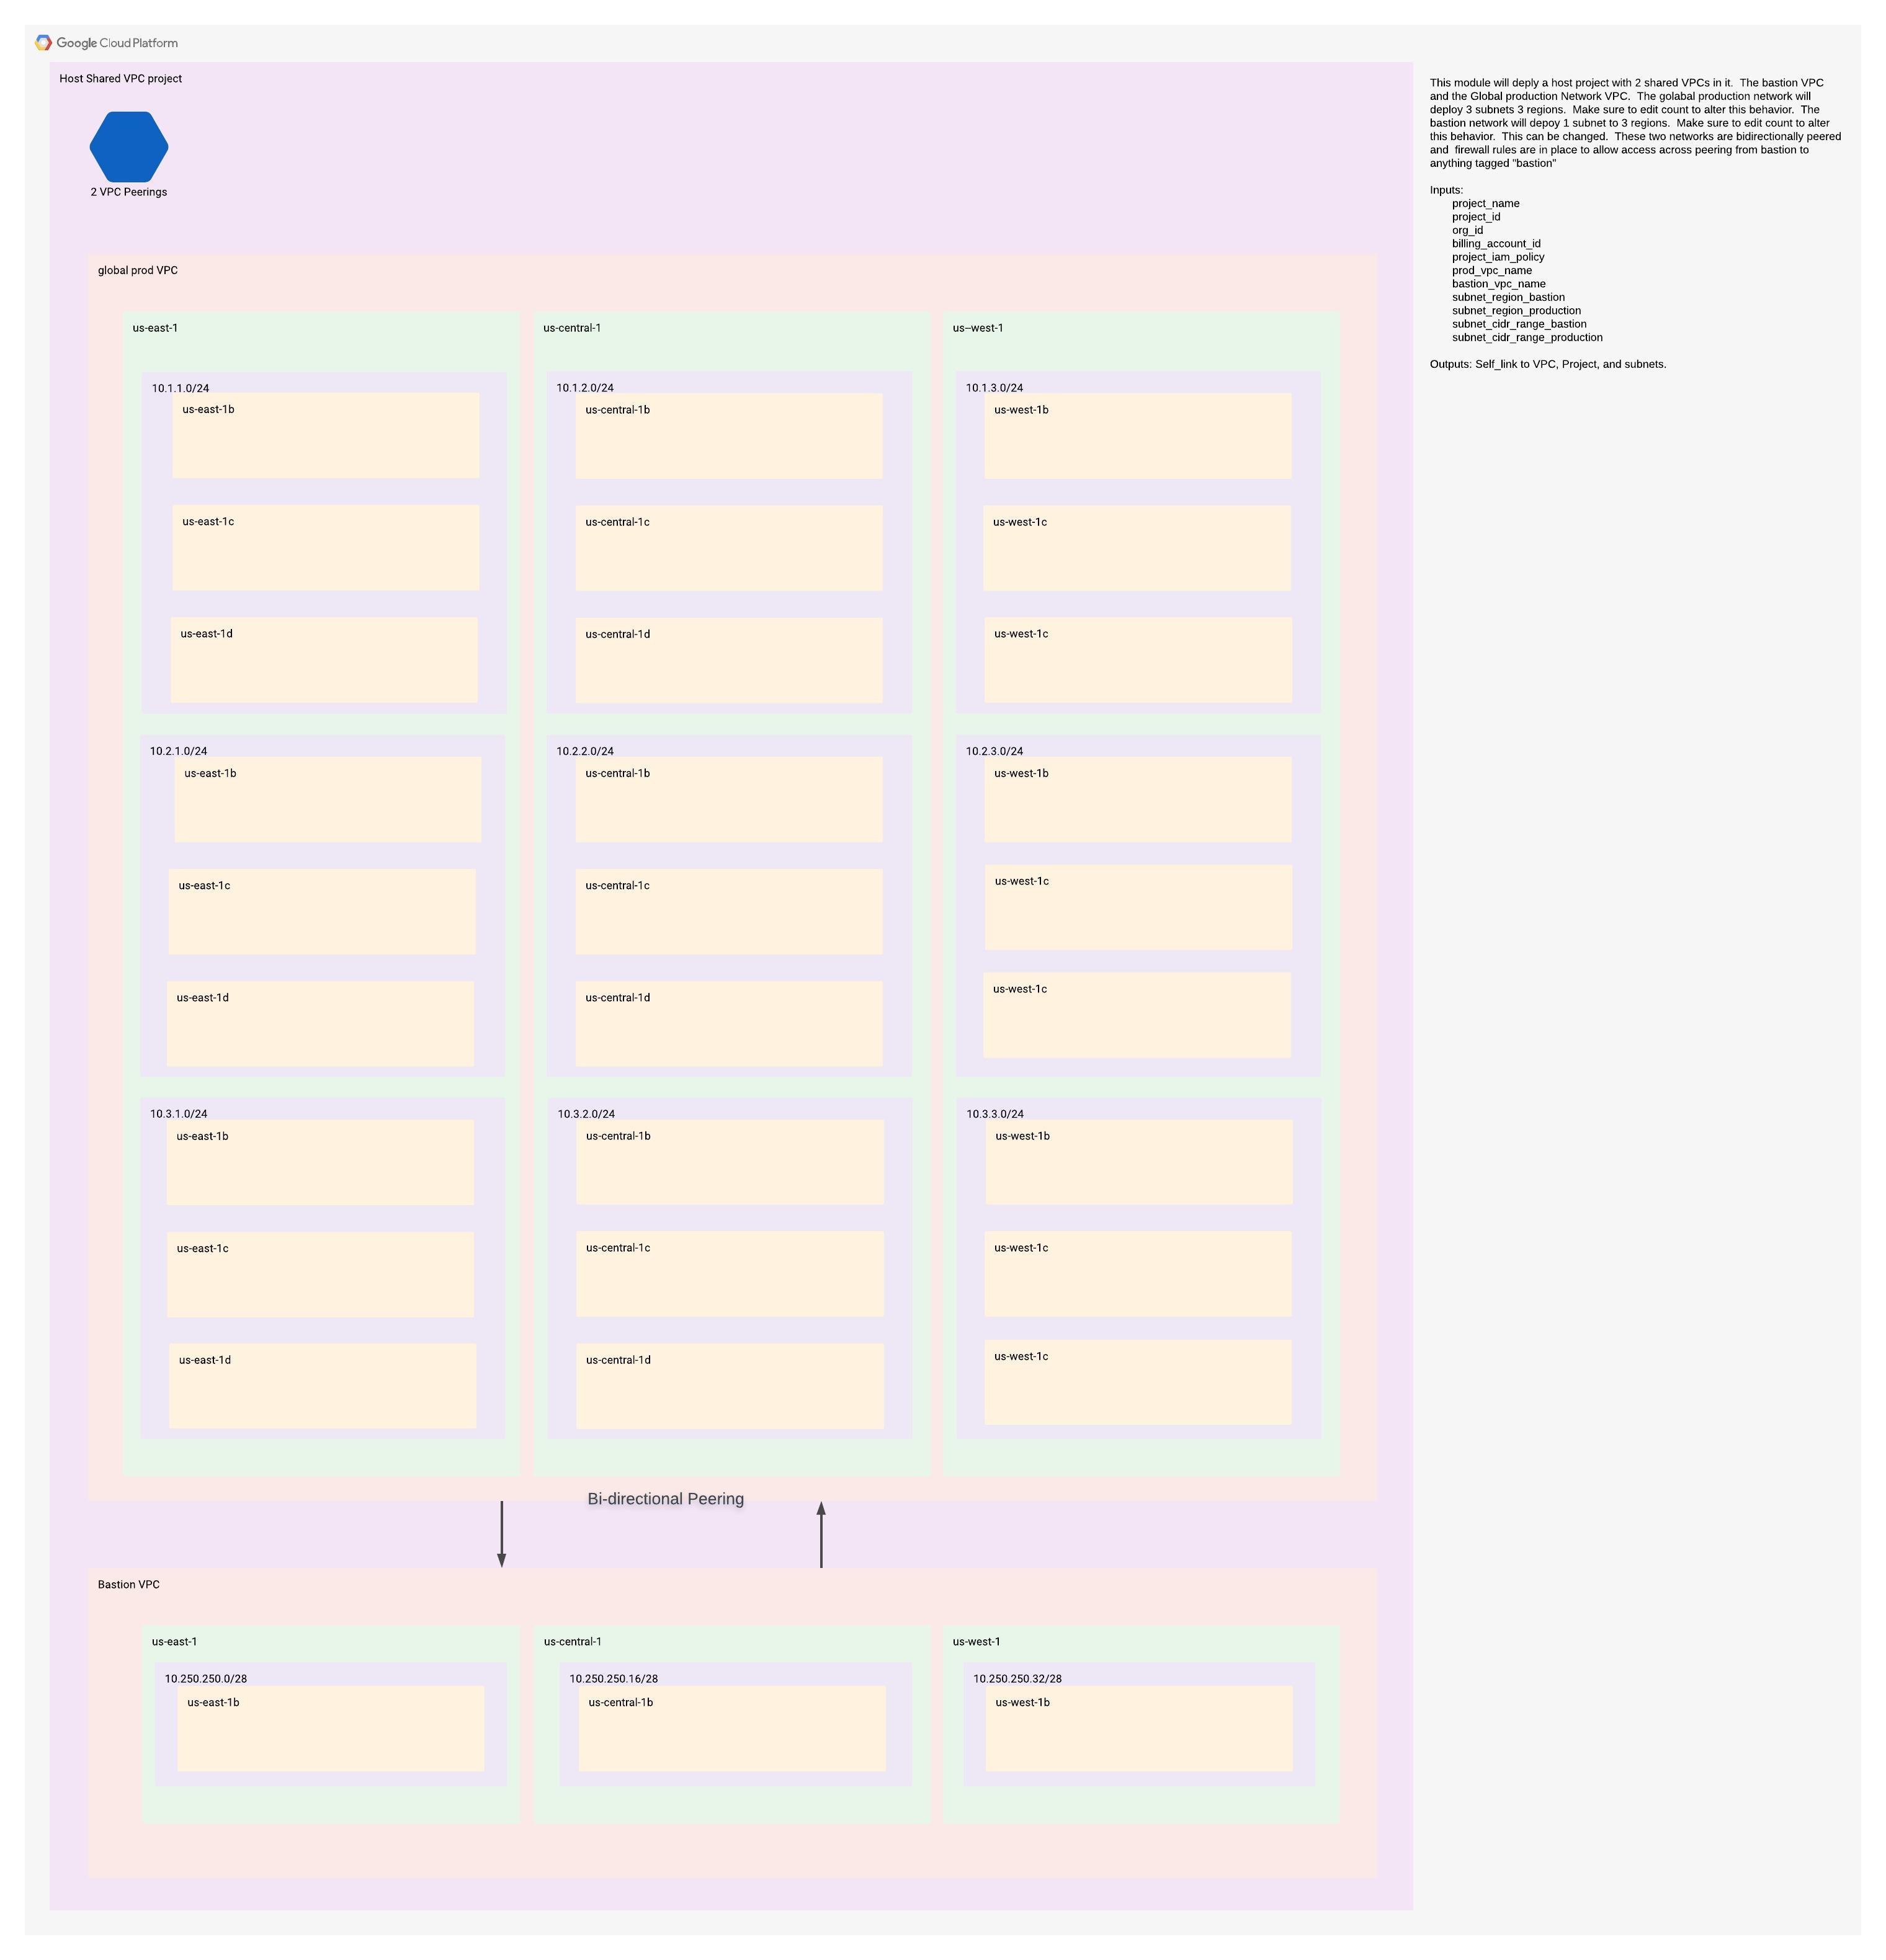 Google Cloud Platform
Host Shared VPC project
2 VPC Peerings
This module will deply a host project with 2 shared VPCs in it.  The bastion VPC
and the Global production Network VPC.  The golabal production network will
deploy 3 subnets 3 regions.  Make sure to edit count to alter this behavior.  The
bastion network will depoy 1 subnet to 3 regions.  Make sure to edit count to alter
this behavior.  This can be changed.  These two networks are bidirectionally peered
and  firewall rules are in place to allow access across peering from bastion to
anything tagged "bastion"
Inputs:
project_name
project_id
org_id
billing_account_id
project_iam_policy
prod_vpc_name
bastion_vpc_name
subnet_region_bastion
subnet_region_production
subnet_cidr_range_bastion
subnet_cidr_range_production
Outputs: Self_link to VPC, Project, and subnets.
global prod VPC
us-east-1
10.1.1.0/24
us-east-1b
us-east-1c
us-east-1d
10.2.1.0/24
us-east-1b
us-east-1c
us-east-1d
10.3.1.0/24
us-east-1b
us-east-1c
us-east-1d
us-central-1
10.1.2.0/24
us-central-1b
us-central-1c
us-central-1d
10.2.2.0/24
us-central-1b
us-central-1c
us-central-1d
10.3.2.0/24
us-central-1b
us-central-1c
us-central-1d
us--west-1
10.1.3.0/24
us-west-1b
us-west-1c
us-west-1c
10.2.3.0/24
us-west-1b
us-west-1c
us-west-1c
10.3.3.0/24
us-west-1b
us-west-1c
us-west-1c
Bi-directional Peering
Bastion VPC
us-east-1
10.250.250.0/28
us-east-1b
us-central-1
10.250.250.16/28
us-central-1b
us-west-1
10.250.250.32/28
us-west-1b